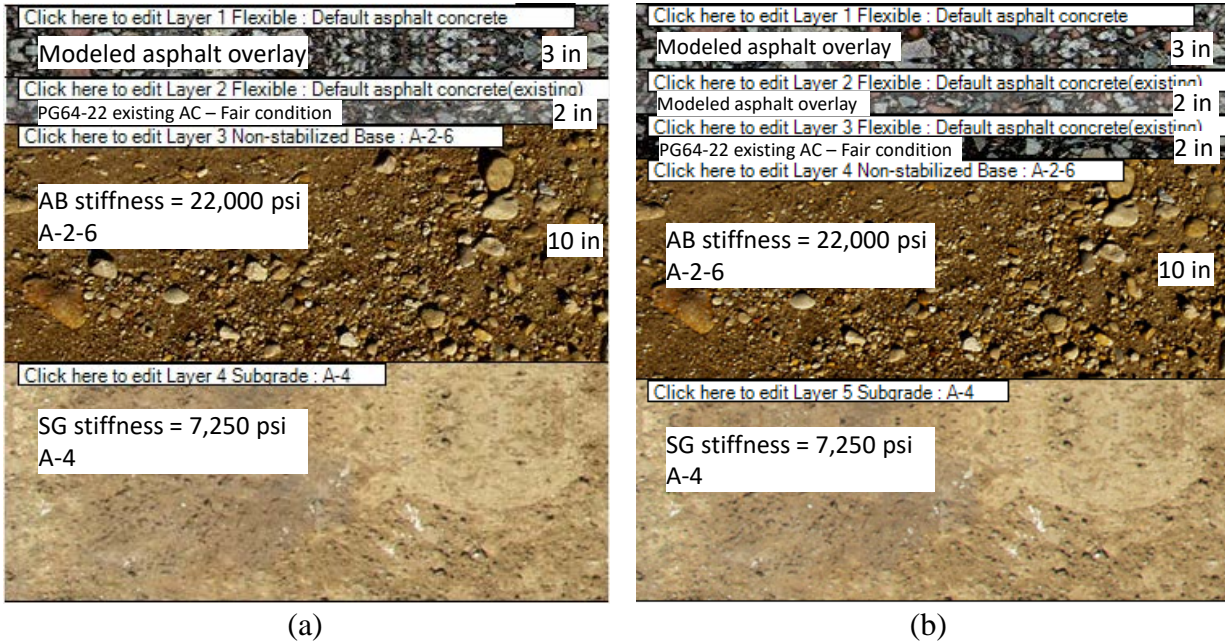 Click here to edit Layer 1 Flexible : Default asphalt concrete
Modeled asphalt overlay
3 in
Click here to edit Layer 2 Flexible : Default asphalt concrete(existing)
PG64-22 existing AC – Fair condition
2 in
Click here to edit Layer 3 Non-stabilized Base : A-2-6
AB stiffness = 22,000 psi
A-2-6
10 in
Click here to edit Layer 4 Subgrade : A-4
SG stiffness = 7,250 psi
A-4
(a)
Click here to edit Layer 1 Flexible : Default asphalt concrete
Modeled asphalt overlay
3 in
Click here to edit Layer 2 Flexible : Default asphalt concrete(existing)
Modeled asphalt overlay
2 in
Click here to edit Layer 3 Flexible : Default asphalt concrete(existing)
PG64-22 existing AC – Fair condition
2 in
Click here to edit Layer 4 Non-stabilized Base : A-2-6
AB stiffness = 22,000 psi
A-2-6
10 in
Click here to edit Layer 5 Subgrade : A-4
SG stiffness = 7,250 psi
A-4
(b)